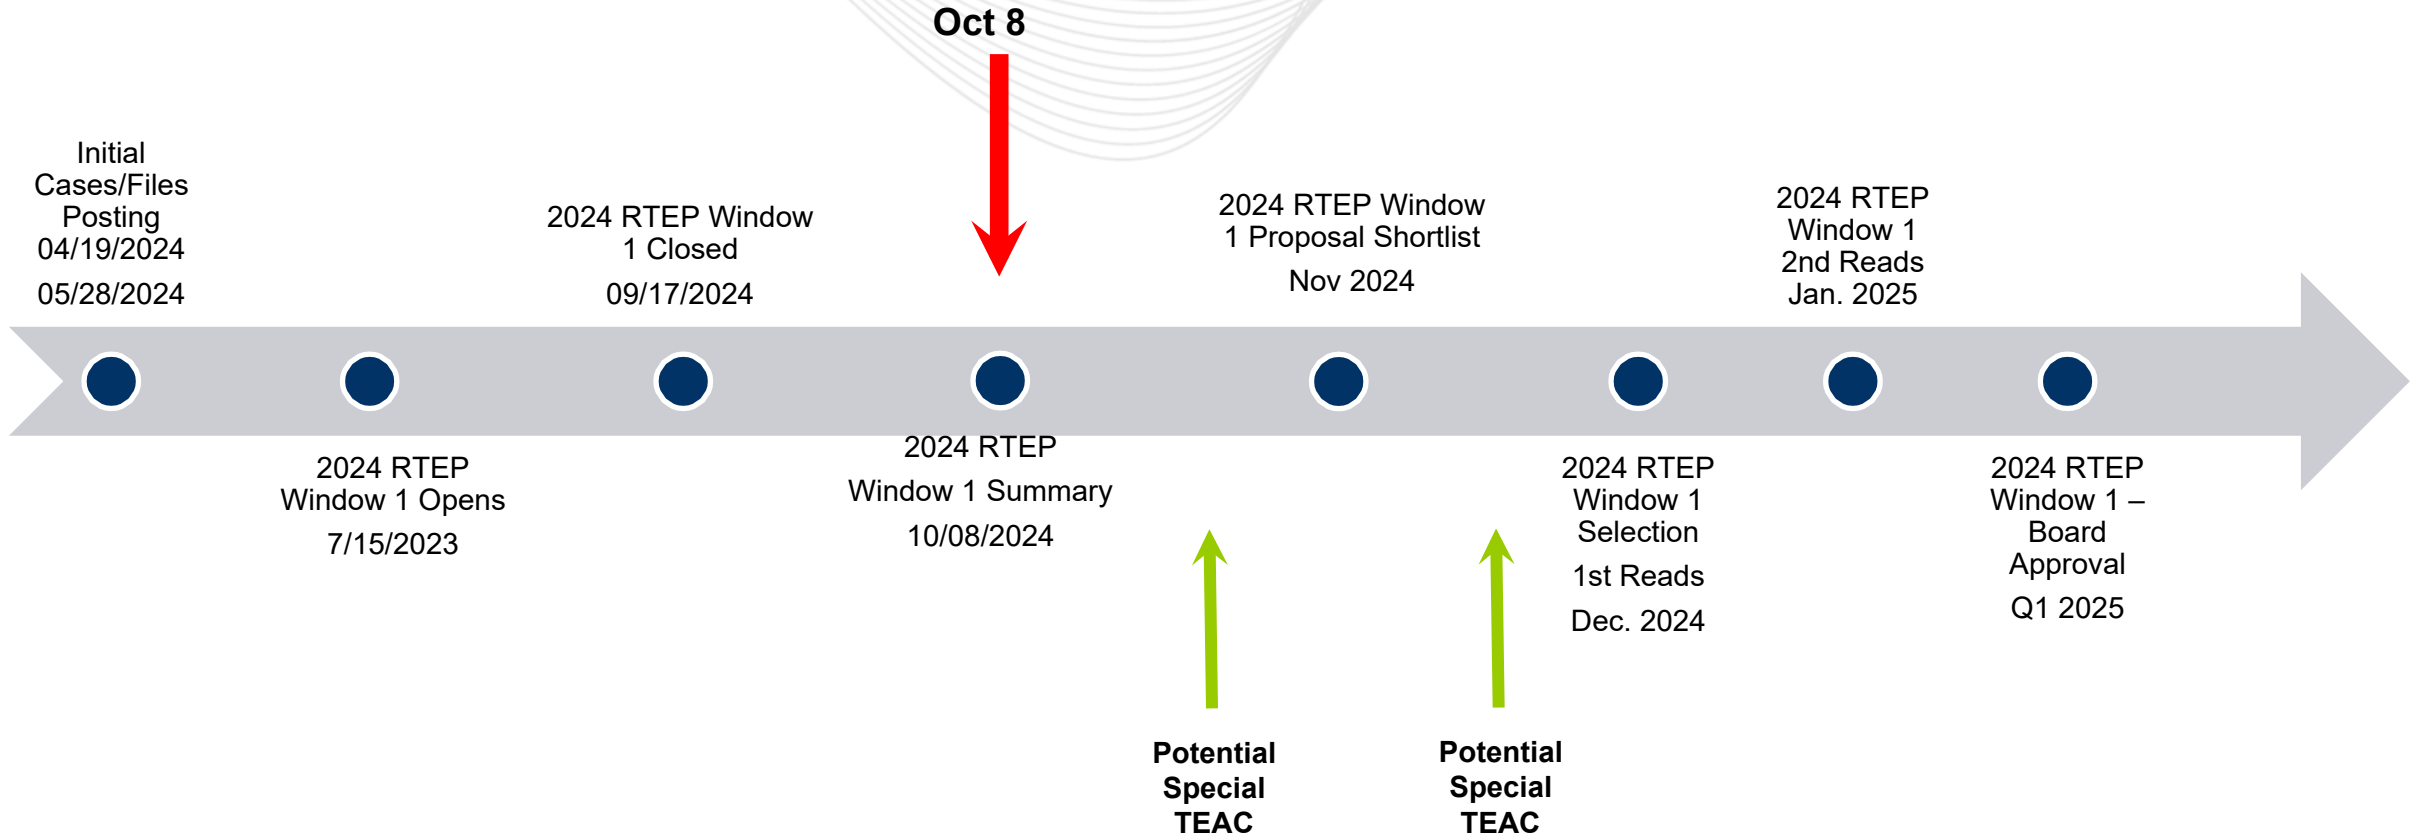 Oct 8
Initial
Cases/Files
Posting
04/19/2024
05/28/2024
2024 RTEP
Window 1 Opens
7/15/2023
2024 RTEP Window
1 Closed
09/17/2024
2024 RTEP
Window 1 Summary
10/08/2024
2024 RTEP Window
1 Proposal Shortlist
Nov 2024
2024 RTEP
Window 1
Selection
1st Reads
Dec. 2024
2024 RTEP
Window 1
2nd Reads
Jan. 2025
2024 RTEP
Window 1 –
Board
Approval
Q1 2025
Potential
Special
TEAC
Potential
Special
TEAC